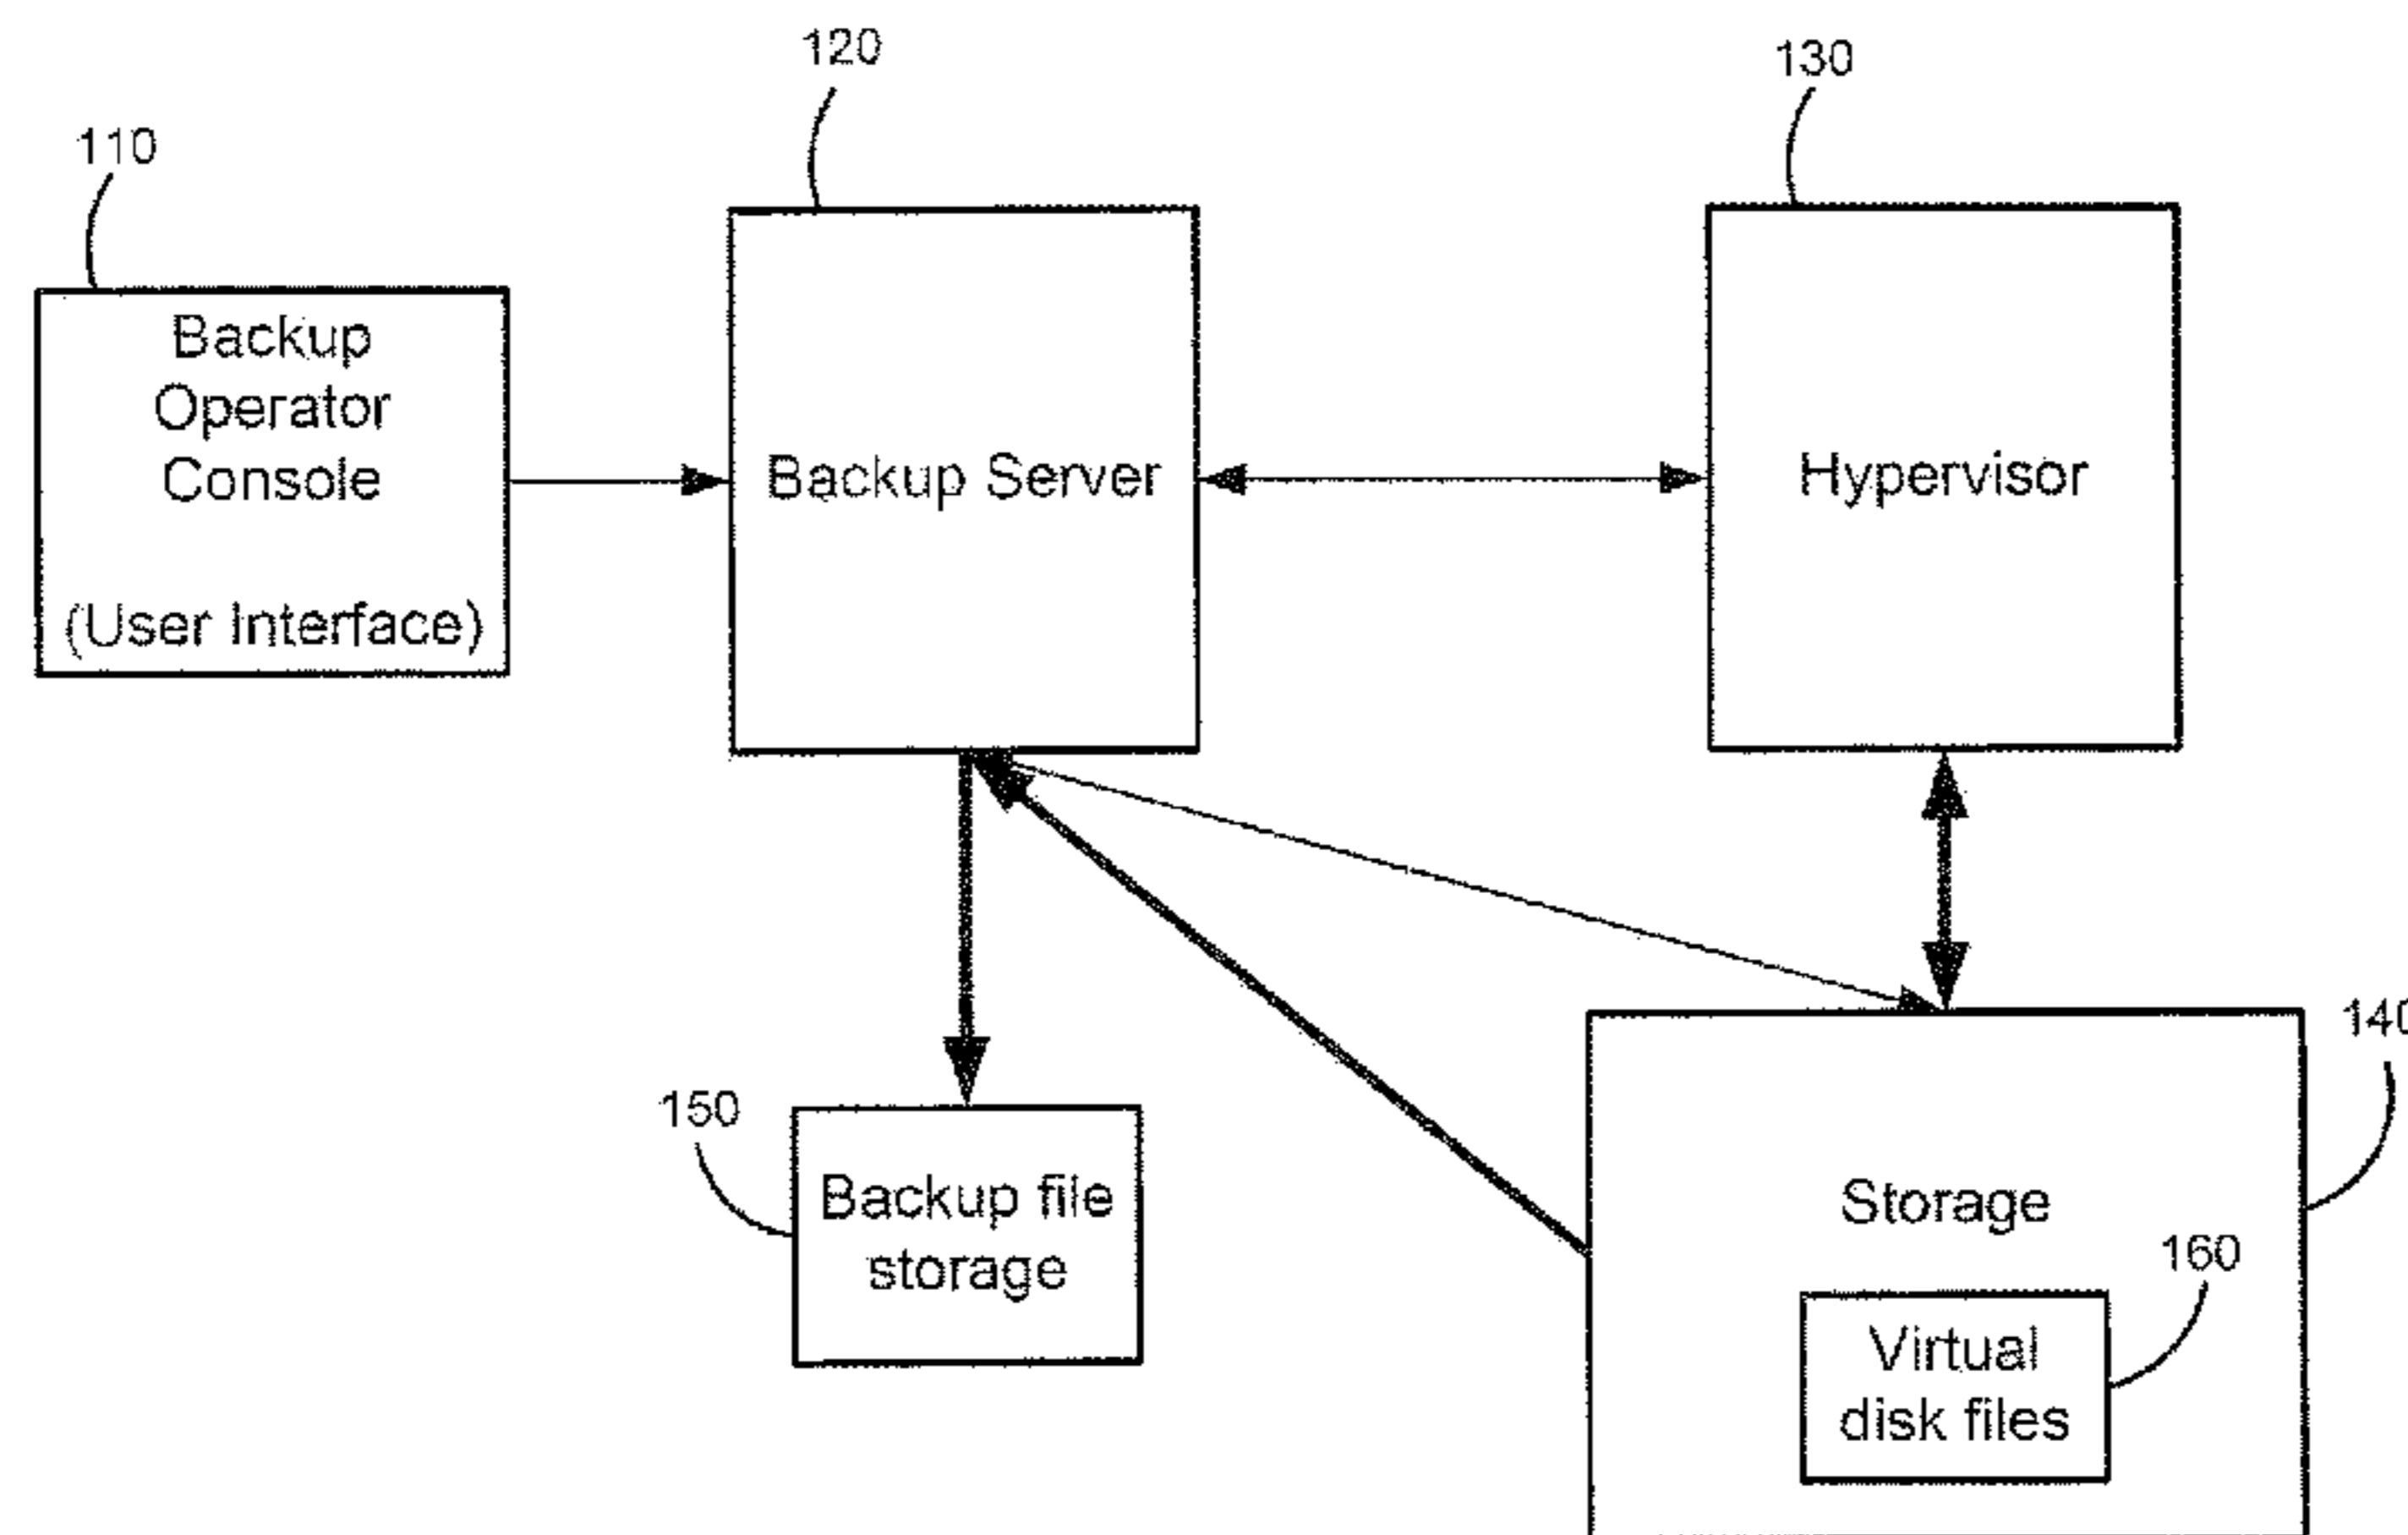 120
130
110
Backup
Operator
Console
(User Interface)
Backup Server
Hypervisor
140
150
Backup file
storage
Storage
160
Virtual
disk files